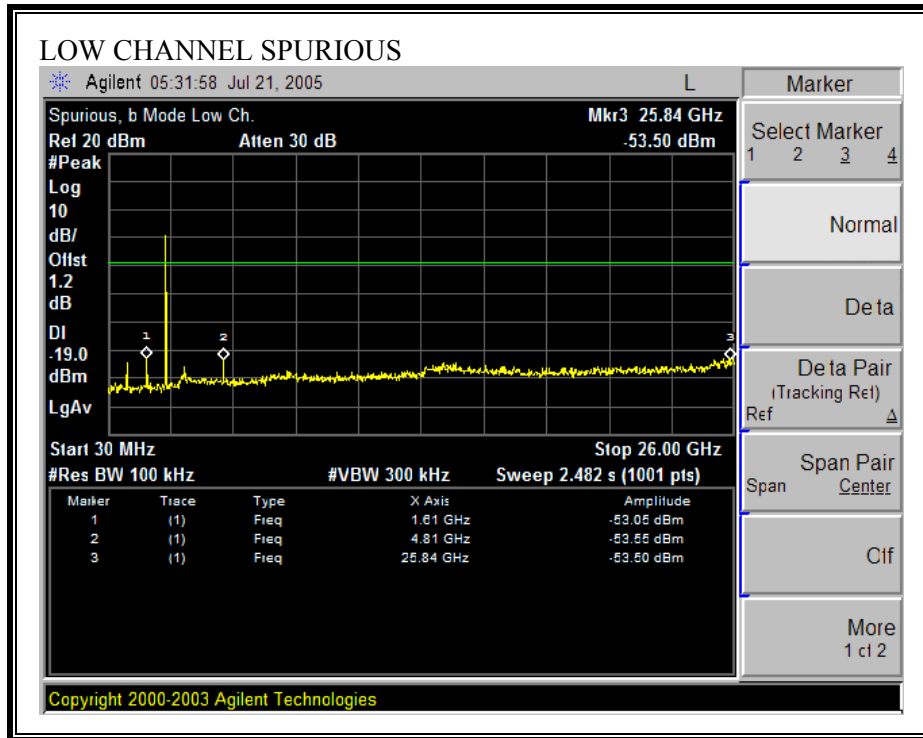 LOW CHANNEL SPURIOUS
Agilent 05:31:58 Jul 21, 2005 L
Spurious, b Mode Low Ch. Mkr3 25.84 GHz
Ref 20 dBm Atten 30 dB -53.50 dBm
#Peak
Log
10
dB/
Offst
1.2
dB
DI
-19.0
dBm
LgAv
1 2 3
Start 30 MHz Stop 26.00 GHz
#Res BW 100 kHz #VBW 300 kHz Sweep 2.482 s (1001 pts)
Marker Trace Type X Axis Amplitude
1 (1) Freq 1.61 GHz -53.05 dBm
2 (1) Freq 4.81 GHz -53.55 dBm
3 (1) Freq 25.84 GHz -53.50 dBm
Copyright 2000-2003 Agilent Technologies
Marker
Select Marker
1 2 3 4
Normal
Delta
Delta Pair
(Tracking Ref)
Ref Δ
Span Pair
Span Center
Off
More
1 of 2